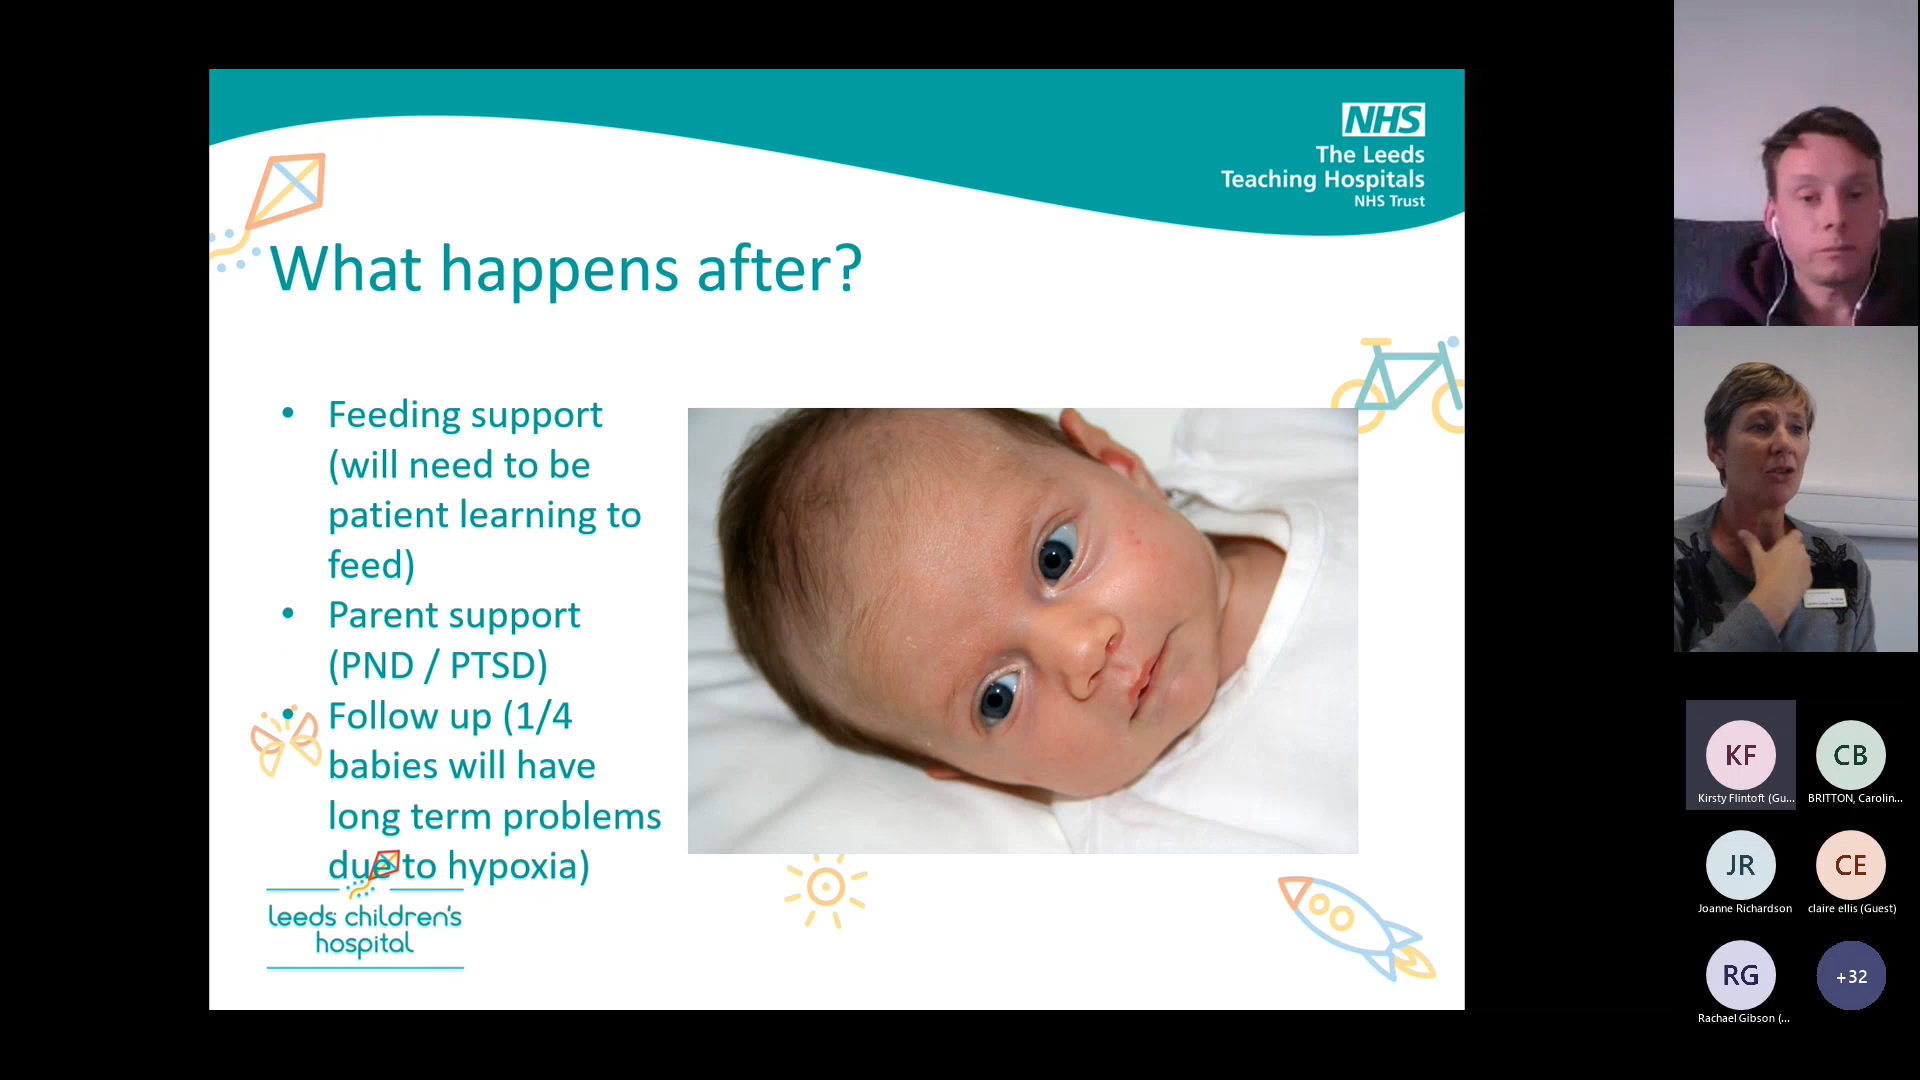 NHS
The Leeds
Teaching Hospitals
NHS Trust
What happens after?
• Feeding support
(will need to be
patient learning to
feed)
• Parent support
(PND / PTSD)
• Follow up (1/4
babies will have
long term problems
due to hypoxia)
leeds children's
hospital
KF
Kirsty Flintoft (Gu...
CB
BRITTON, Carolin...
JR
Joanne Richardson
CE
claire ellis (Guest)
RG
Rachael Gibson (...
+32